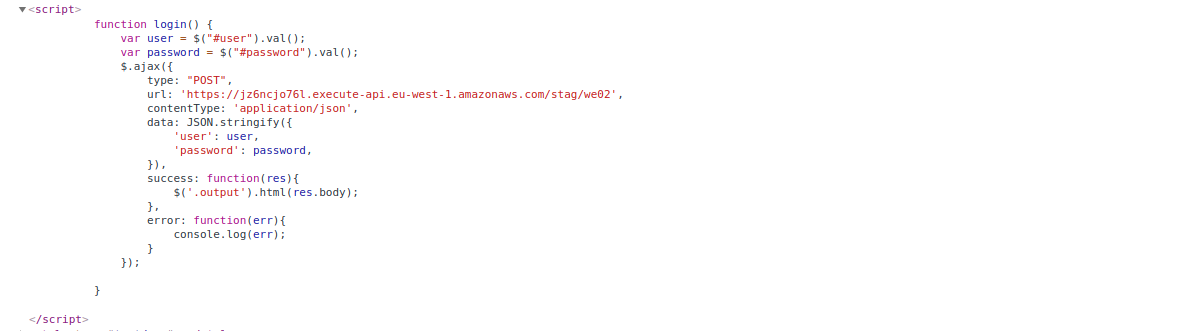 ▼<script>
function login() {
var user = $("#user").val();
var password = $("#password").val();
$.ajax({
type: "POST",
url: 'https://jz6ncjo76l.execute-api.eu-west-1.amazonaws.com/stag/we02',
contentType: 'application/json',
data: JSON.stringify({
'user': user,
'password': password,
}),
success: function(res){
$('.output').html(res.body);
},
error: function(err){
console.log(err);
}
});
}
</script>